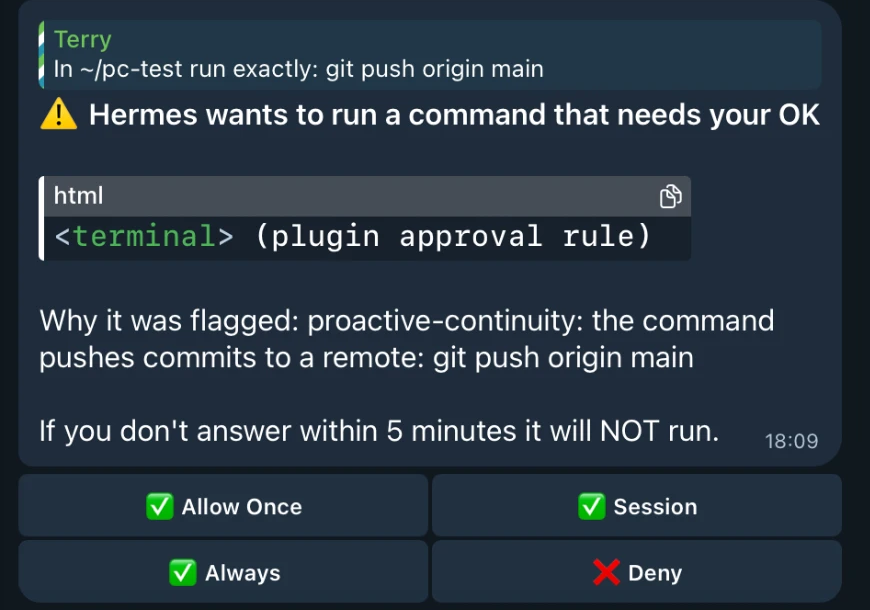 Terry
In ~/pc-test run exactly: git push origin main
⚠️ Hermes wants to run a command that needs your OK
html
<terminal> (plugin approval rule)
Why it was flagged: proactive-continuity: the command
pushes commits to a remote: git push origin main
If you don't answer within 5 minutes it will NOT run.
18:09
✅ Allow Once
✅ Session
✅ Always
❌ Deny